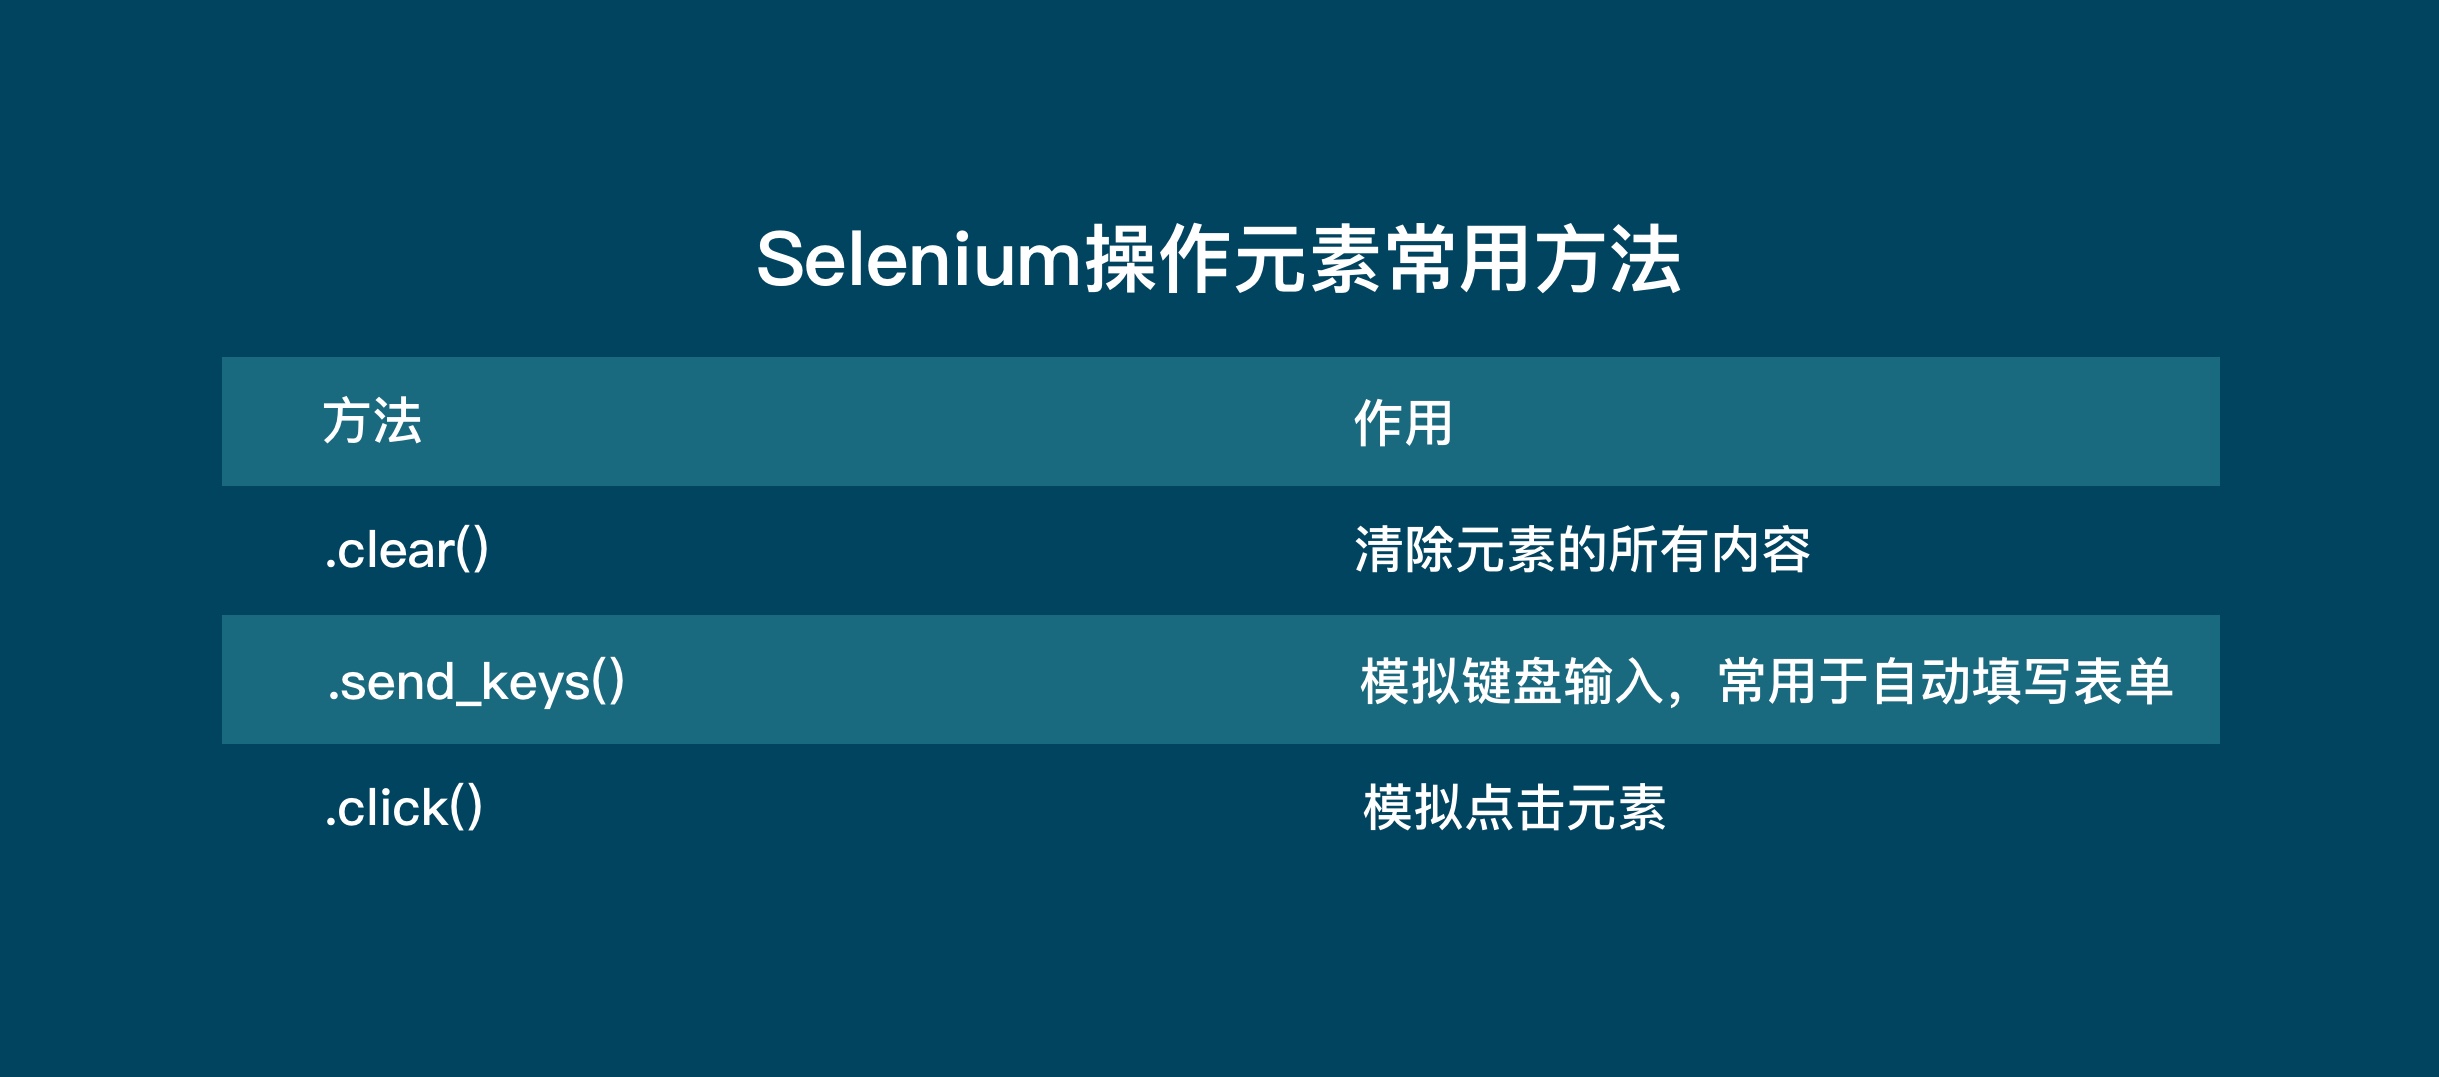 Selenium操作元素常用方法
方法 作用
.clear() 清除元素的所有内容
.send_keys() 模拟键盘输入，常用于自动填写表单
.click() 模拟点击元素